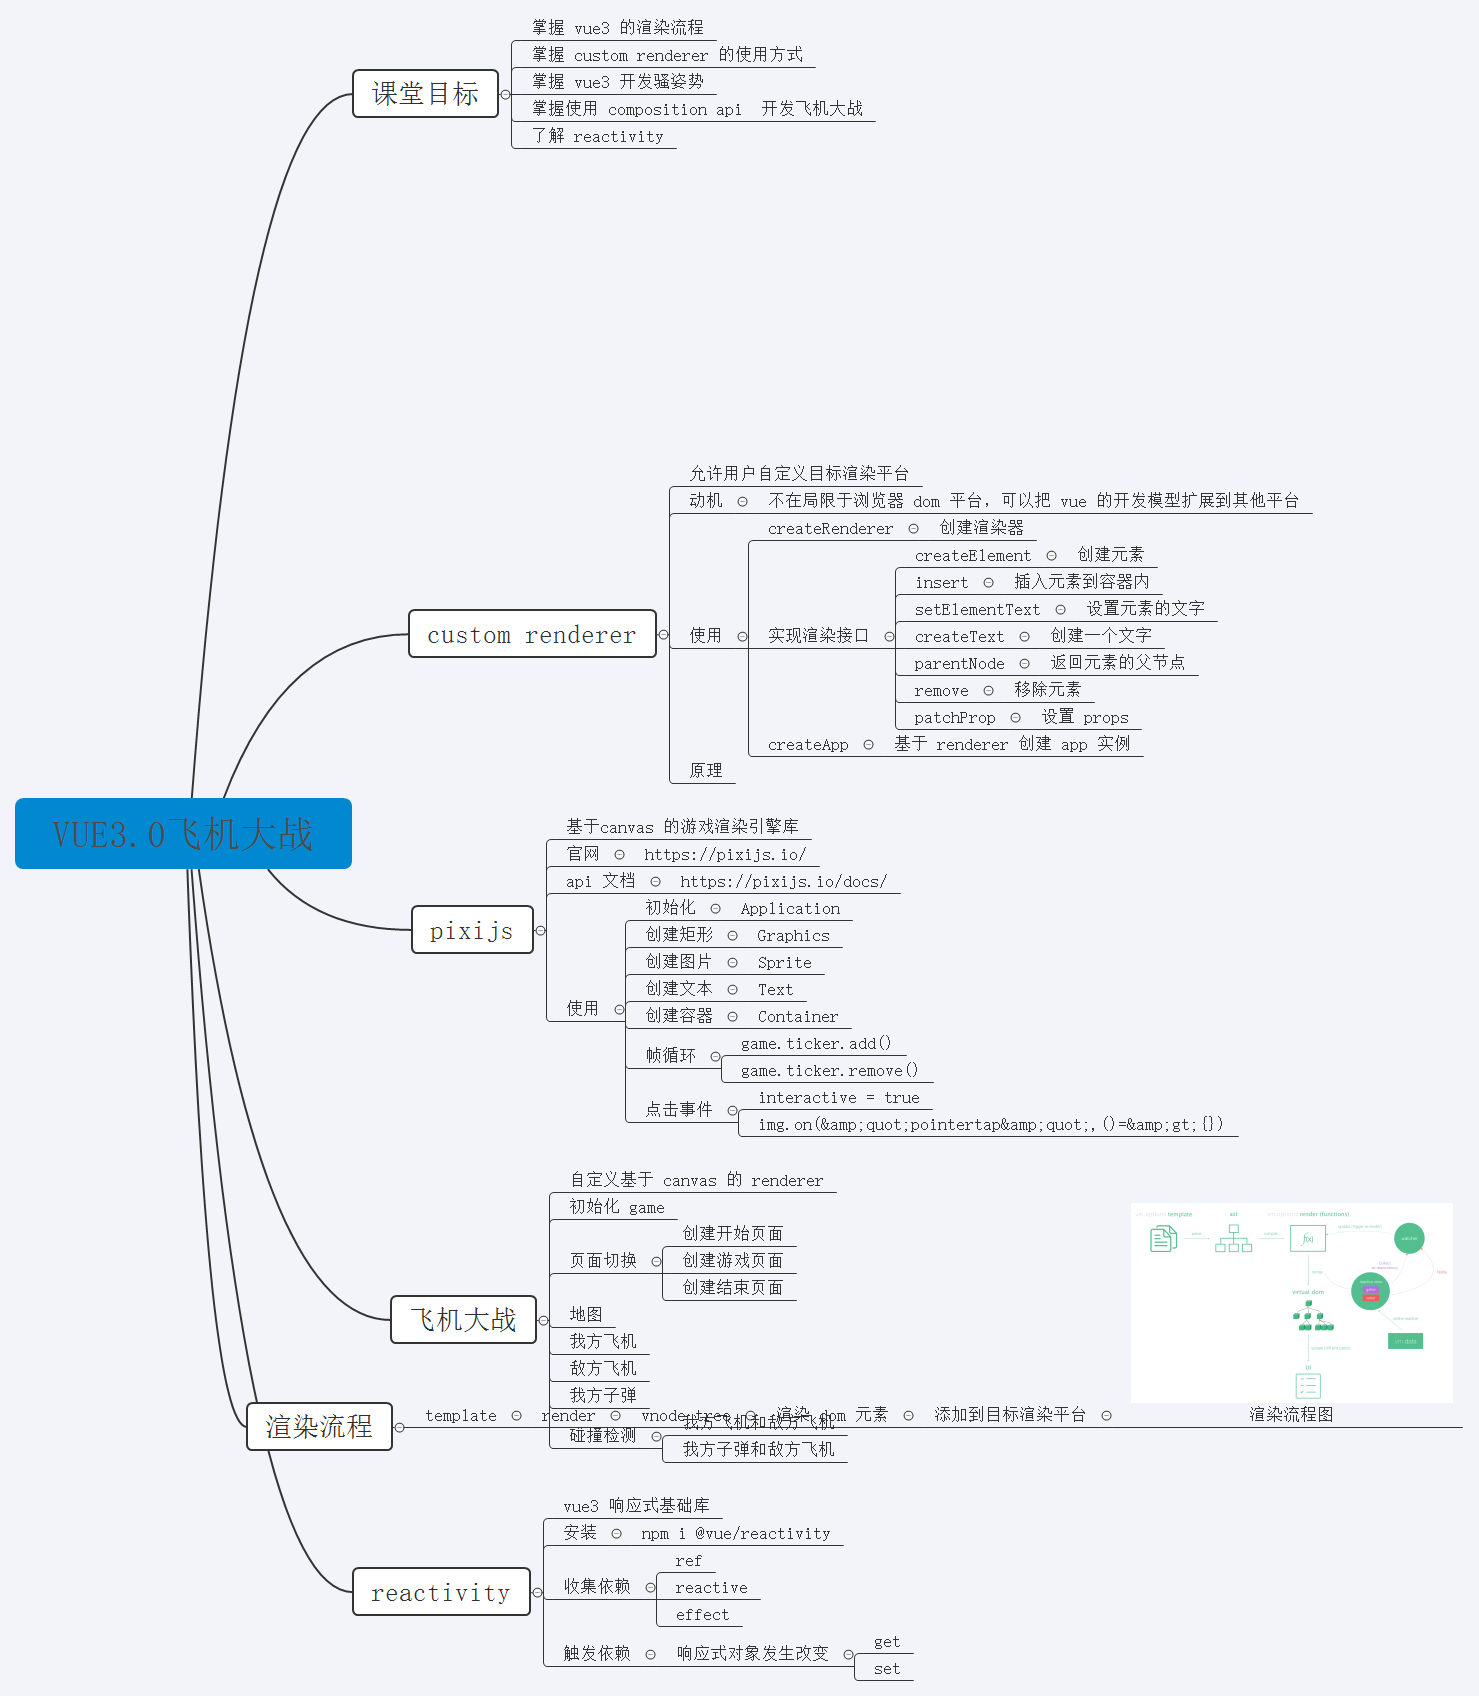 掌握 vue3 的渲染流程
掌握 custom renderer 的使用方式
课堂目标
掌握 vue3 开发骚姿势
掌握使用 composition api  开发飞机大战
了解 reactivity
允许用户自定义目标渲染平台
动机 不在局限于浏览器 dom 平台，可以把 vue 的开发模型扩展到其他平台
createRenderer 创建渲染器
createElement 创建元素
insert 插入元素到容器内
setElementText 设置元素的文字
custom renderer
使用 实现渲染接口 createText 创建一个文字
parentNode 返回元素的父节点
remove 移除元素
patchProp 设置 props
createApp 基于 renderer 创建 app 实例
原理
VUE3.0飞机大战
基于canvas 的游戏渲染引擎库
官网 https://pixijs.io/
api 文档 https://pixijs.io/docs/
pixijs
初始化 Application
创建矩形 Graphics
创建图片 Sprite
创建文本 Text
使用
创建容器 Container
帧循环
game.ticker.add()
game.ticker.remove()
点击事件
interactive = true
img.on(&amp;quot;pointertap&amp;quot;,()=&amp;gt;{})
自定义基于 canvas 的 renderer
初始化 game
创建开始页面
页面切换 创建游戏页面
创建结束页面
飞机大战
地图
我方飞机
敌方飞机
我方子弹
碰撞检测
我方飞机和敌方飞机
我方子弹和敌方飞机
template
ast
render (functions)
f(x)
watcher
virtual dom
渲染流程 template render vnode tree 渲染 dom 元素 添加到目标渲染平台 渲染流程图
vue3 响应式基础库
安装 npm i @vue/reactivity
reactivity
ref
收集依赖 reactive
effect
触发依赖 响应式对象发生改变
get
set